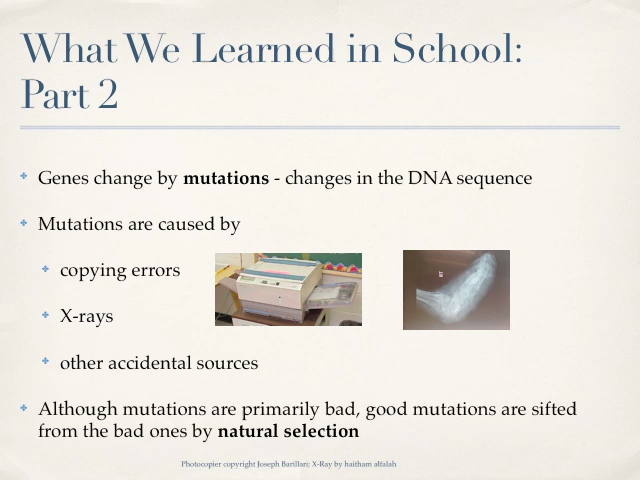 What We Learned in School:
Part 2
Genes change by mutations - changes in the DNA sequence
Mutations are caused by
copying errors
X-rays
other accidental sources
Although mutations are primarily bad, good mutations are sifted
from the bad ones by natural selection
Photocopier copyright Joseph Barillari; X-Ray by haitham alfalah